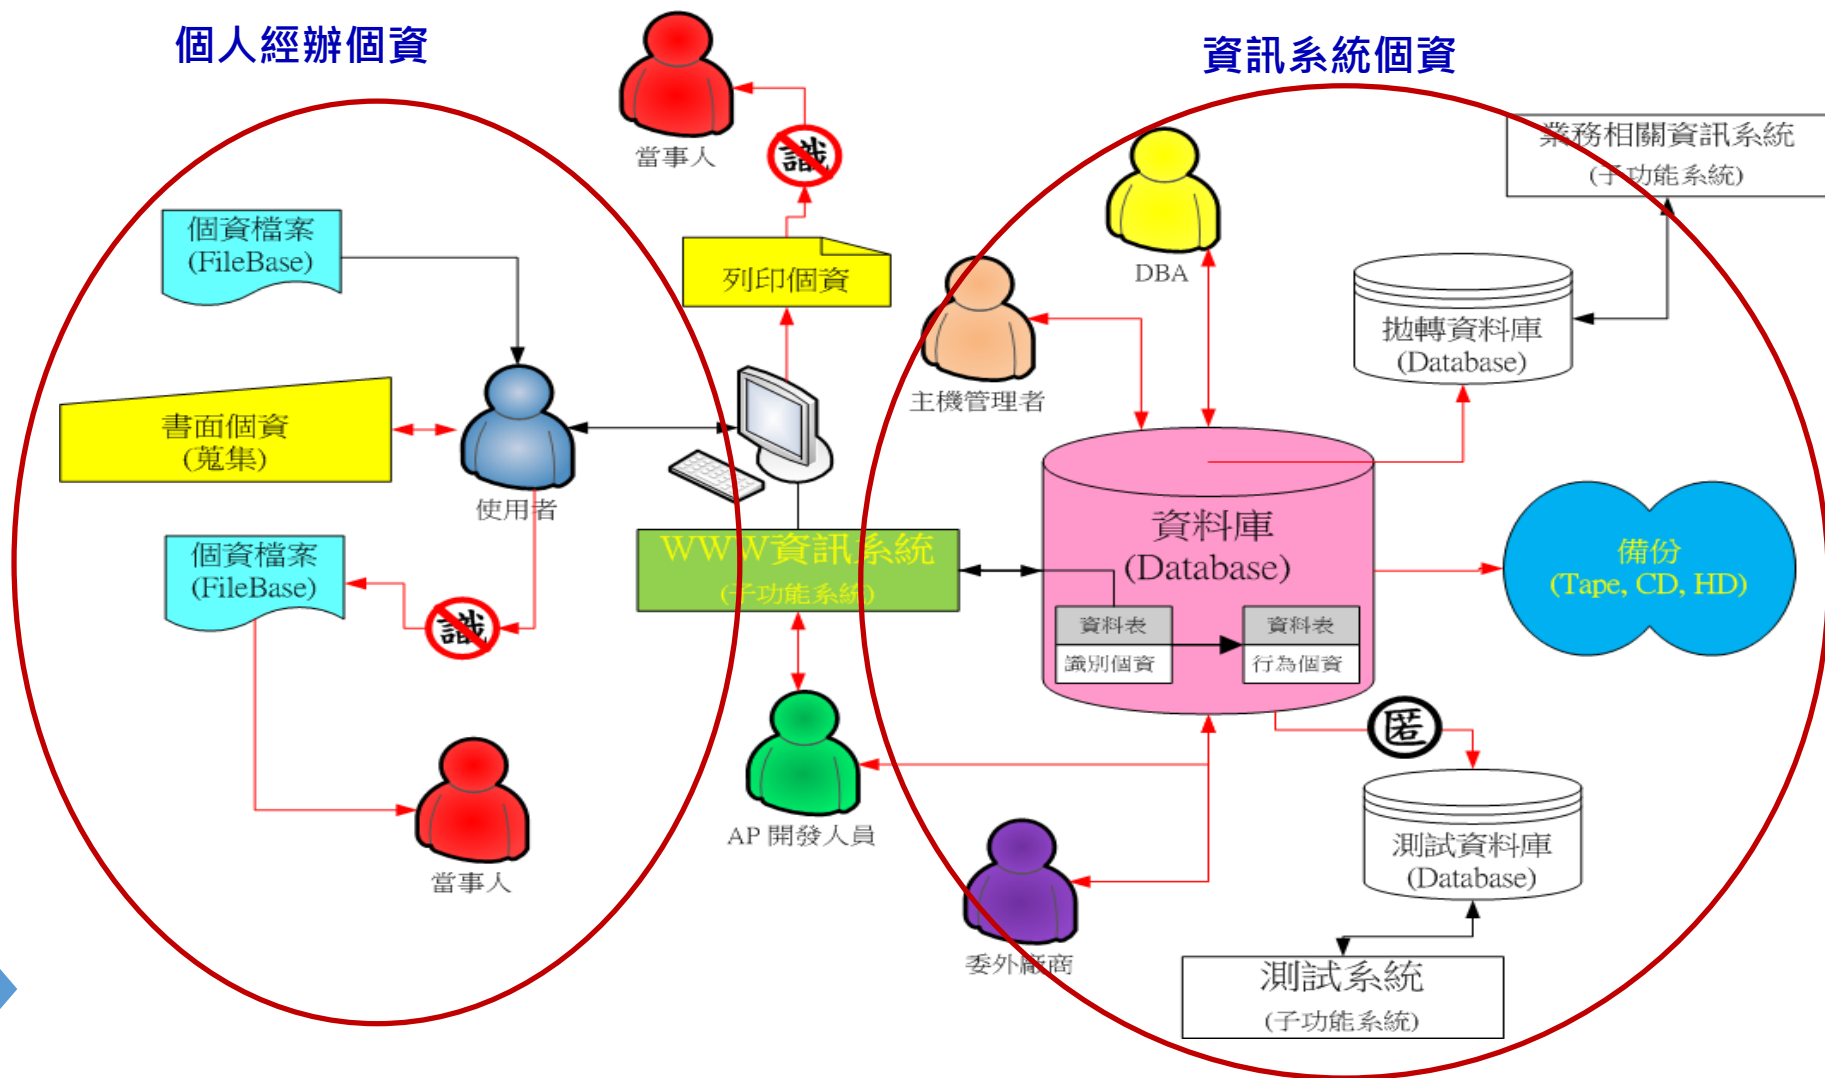 個人經辦個資
資訊系統個資
當事人
識
業務相關資訊系統
(子功能系統)
個資檔案
(FileBase)
列印個資
DBA
拋轉資料庫
(Database)
主機管理者
書面個資
(蒐集)
使用者
WWW資訊系統
(子功能系統)
資料庫
(Database)
備份
(Tape, CD, HD)
個資檔案
(FileBase)
識
資料表
識別個資
資料表
行為個資
匿
AP 開發人員
測試資料庫
(Database)
當事人
委外廠商
測試系統
(子功能系統)